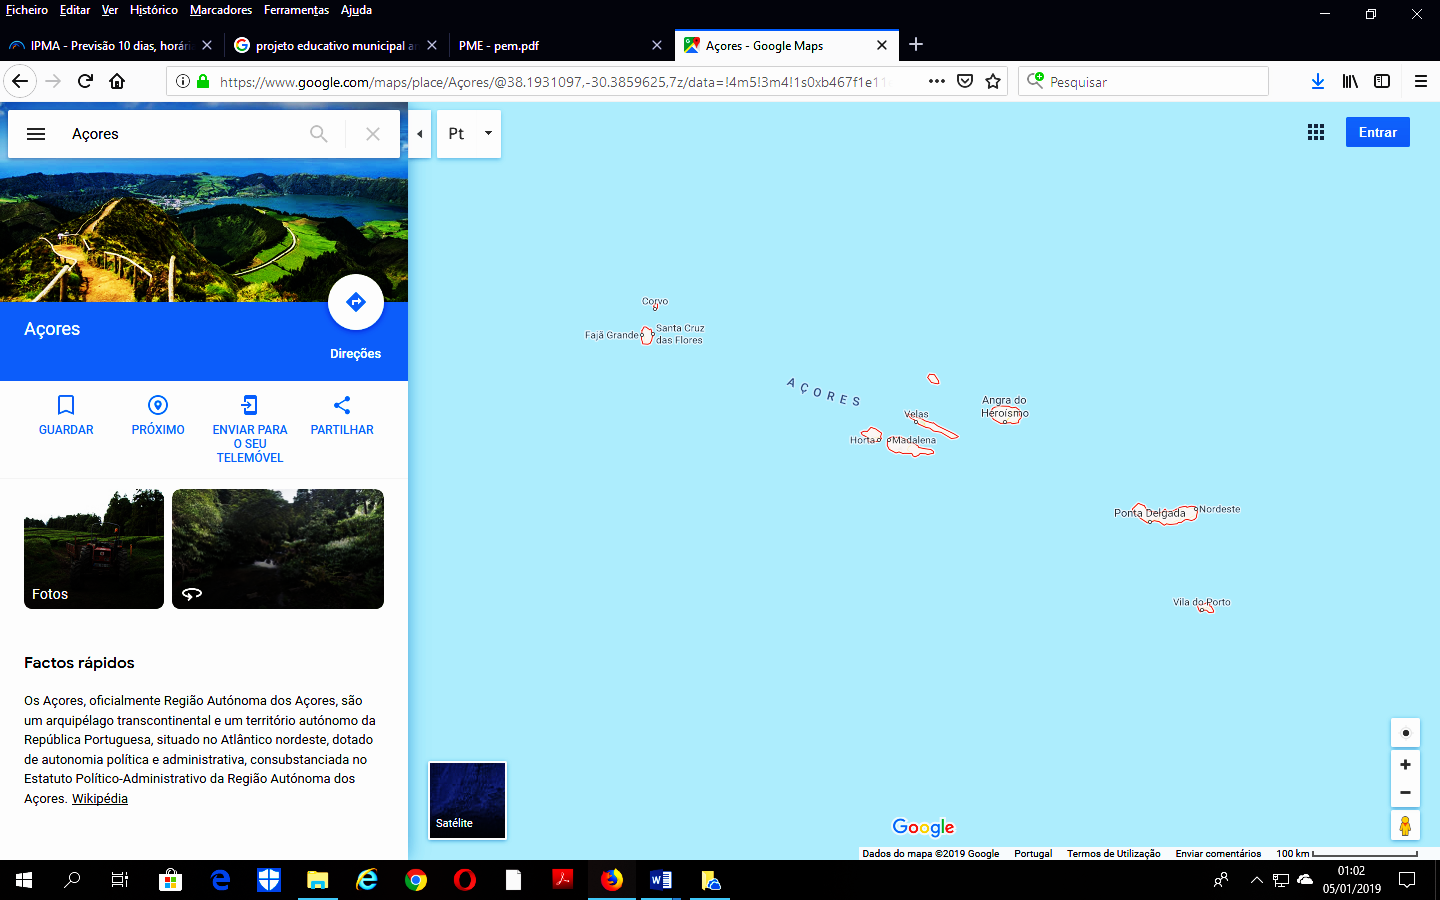 Ficheiro Editar Ver Histórico Marcadores Ferramentas Ajuda
IPMA - Previsão 10 dias, horári
projeto educativo municipal a
PME - pem.pdf
Açores - Google Maps
https://www.google.com/maps/place/Açores/@38.1931097,-30.3859625,7z/data=!4m5!3m4!1s0xb467f1e11
Pesquisar
Açores
Pt
Entrar
Açores
Direções
GUARDAR
PRÓXIMO
ENVIAR PARA
O SEU
TELEMÓVEL
PARTILHAR
Fotos
Factos rápidos
Os Açores, oficialmente Região Autónoma dos Açores, são
um arquipélago transcontinental e um território autónomo da
República Portuguesa, situado no Atlântico nordeste, dotado
de autonomia política e administrativa, consubstanciada no
Estatuto Político-Administrativo da Região Autónoma dos
Açores. Wikipédia
Corvo
Fajã Grande
Santa Cruz
das Flores
AÇORES
Velas
Angra do
Heroísmo
Horta
Madalena
Ponta Delgada
Nordeste
Vila do Porto
Satélite
Google
Dados do mapa ©2019 Google Portugal Termos de Utilização Enviar comentários 100 km
01:02
05/01/2019